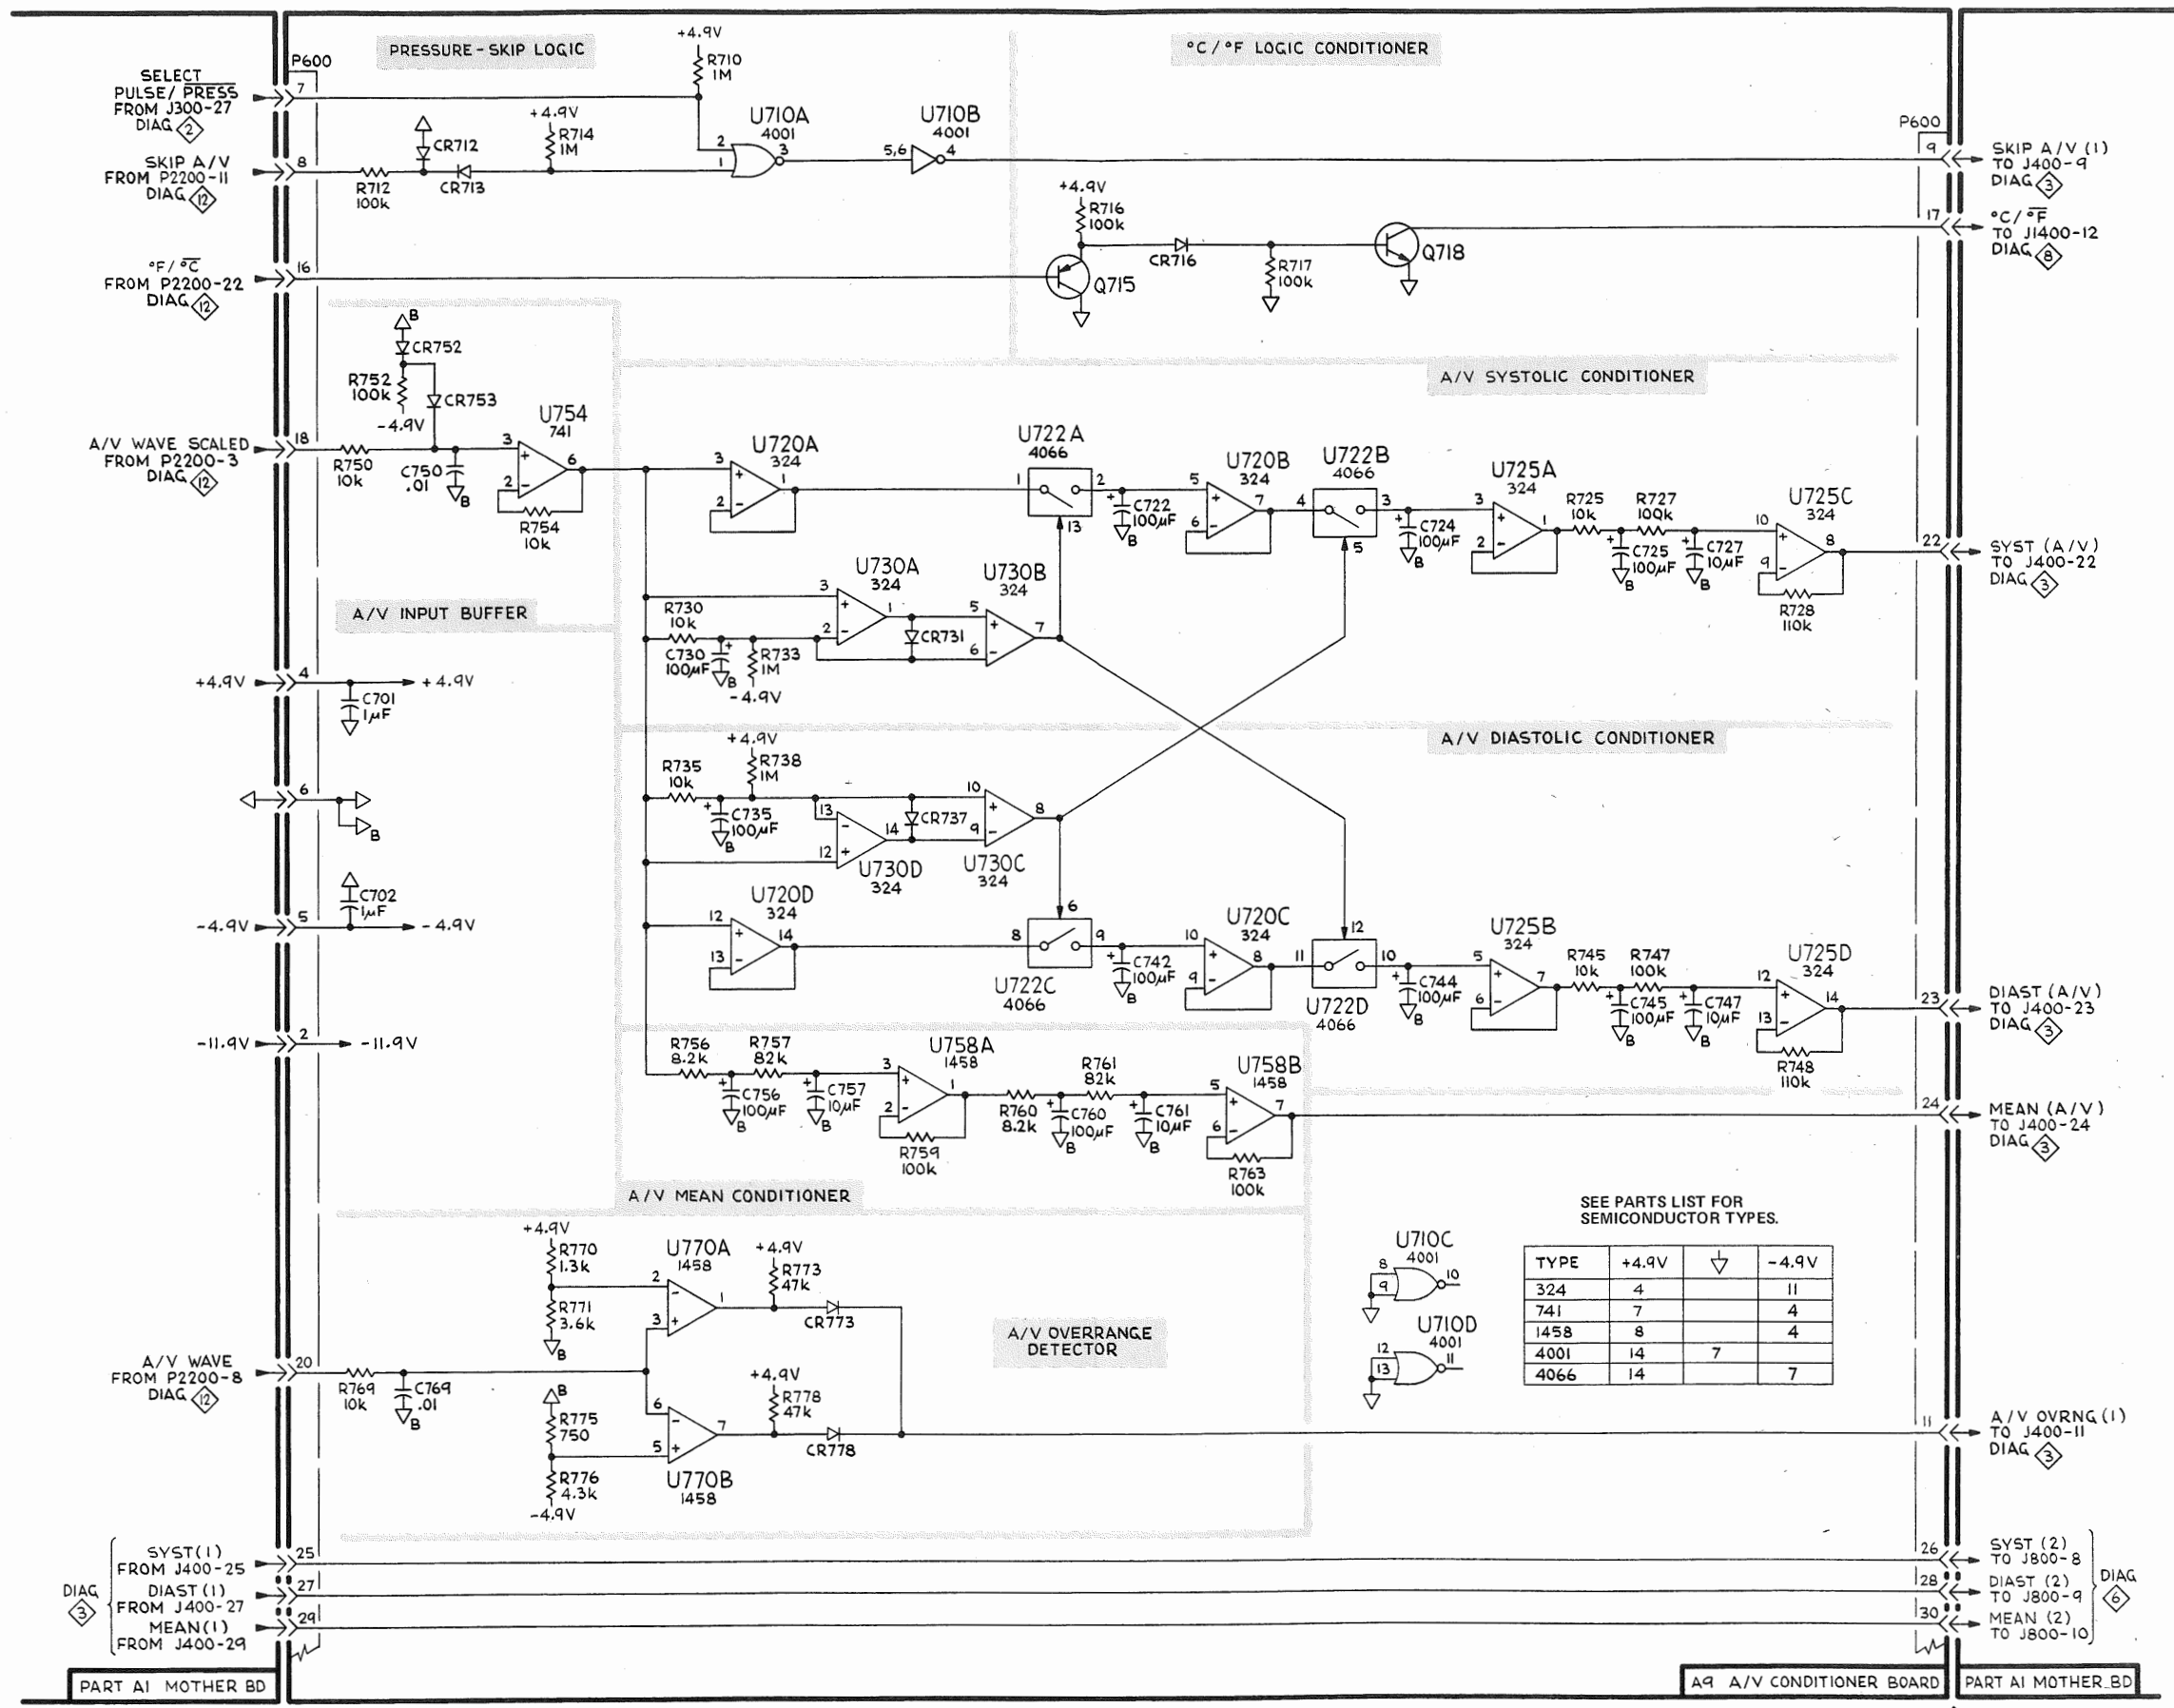 PRESSURE-SKIP LOGIC
°C/°F LOGIC CONDITIONER
P600
SELECT
PULSE/PRESS
FROM J300-27
DIAG 2
7
+4.9V
R710
1M
SKIP A/V
FROM P2200-11
DIAG 12
8
R712
100k
CR712
CR713
+4.9V
R714
1M
U710A
4001
2
1
3
U710B
4001
5,6
4
P600
9
SKIP A/V (1)
TO J400-9
DIAG 3
°F/°C
FROM P2200-22
DIAG 12
16
+4.9V
R716
100k
Q715
CR716
R717
100k
Q718
17
°C/°F
TO J1400-12
DIAG 8
A/V SYSTOLIC CONDITIONER
B
CR752
R752
100k
CR753
-4.9V
A/V WAVE SCALED
FROM P2200-3
DIAG 12
18
R750
10k
C750
.01
B
U754
741
3
2
6
R754
10k
U720A
324
3
2
1
U722A
4066
1
2
13
C722
100µF
B
U720B
324
5
6
7
U722B
4066
4
3
5
C724
100µF
B
U725A
324
3
2
1
R725
10k
R727
100k
C725
100µF
B
C727
10µF
B
U725C
324
10
9
8
R728
110k
22
SYST (A/V)
TO J400-22
DIAG 3
A/V INPUT BUFFER
R730
10k
C730
100µF
B
R733
1M
-4.9V
U730A
324
3
2
1
CR731
U730B
324
5
6
7
+4.9V
4
+4.9V
C701
1µF
A/V DIASTOLIC CONDITIONER
R735
10k
+4.9V
R738
1M
C735
100µF
B
13
12
14
U730D
324
CR737
10
9
8
U730C
324
6
B
C702
1µF
-4.9V
5
-4.9V
U720D
324
12
13
14
8
9
6
U722C
4066
C742
100µF
B
U720C
324
10
9
8
11
10
12
U722D
4066
C744
100µF
B
U725B
324
5
6
7
R745
10k
R747
100k
C745
100µF
B
C747
10µF
B
U725D
324
12
13
14
R748
110k
23
DIAST (A/V)
TO J400-23
DIAG 3
-11.9V
2
-11.9V
R756
8.2k
R757
82k
C756
100µF
B
C757
10µF
B
U758A
1458
3
2
1
R759
100k
R760
8.2k
R761
82k
C760
100µF
B
C761
10µF
B
U758B
1458
5
6
7
R763
100k
24
MEAN (A/V)
TO J400-24
DIAG 3
A/V MEAN CONDITIONER
+4.9V
R770
1.3k
R771
3.6k
B
U770A
1458
2
3
1
+4.9V
R773
47k
CR773
A/V OVERRANGE
DETECTOR
A/V WAVE
FROM P2200-8
DIAG 12
20
R769
10k
C769
.01
B
B
R775
750
R776
4.3k
-4.9V
6
5
7
U770B
1458
+4.9V
R778
47k
CR778
U710C
4001
8
9
10
U710D
4001
12
13
11
SEE PARTS LIST FOR
SEMICONDUCTOR TYPES.
TYPE +4.9V -4.9V
324 4 11
741 7 4
1458 8 4
4001 14 7
4066 14 7
11
A/V OVRNG (1)
TO J400-11
DIAG 3
DIAG
3
SYST(1)
FROM J400-25
25
DIAST (1)
FROM J400-27
27
MEAN(1)
FROM J400-29
29
26
SYST (2)
TO J800-8
28
DIAST (2)
TO J800-9
30
MEAN (2)
TO J800-10
DIAG
6
PART A1 MOTHER BD
A9 A/V CONDITIONER BOARD
PART A1 MOTHER BD